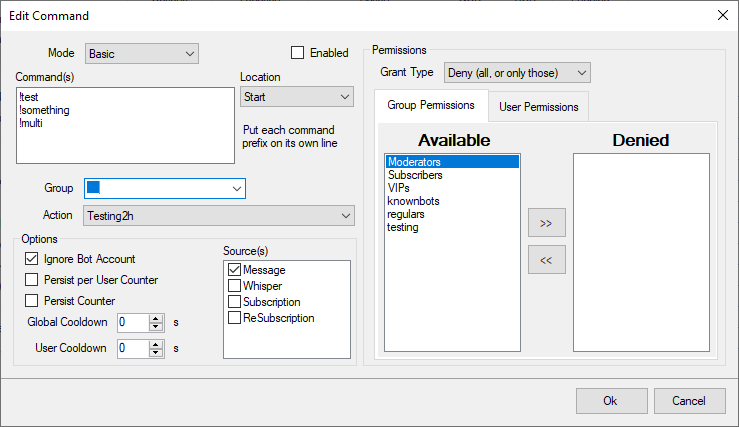 Edit Command
Mode
Basic
Enabled
Command(s)
!test
!something
!multi
Location
Start
Put each command
prefix on its own line
Group
Action
Testing2h
Options
Ignore Bot Account
Persist per User Counter
Persist Counter
Global Cooldown
0
s
User Cooldown
0
s
Source(s)
Message
Whisper
Subscription
ReSubscription
Permissions
Grant Type
Deny (all, or only those)
Group Permissions
User Permissions
Available
Moderators
Subscribers
VIPs
knownbots
regulars
testing
>>
<<
Denied
Ok
Cancel